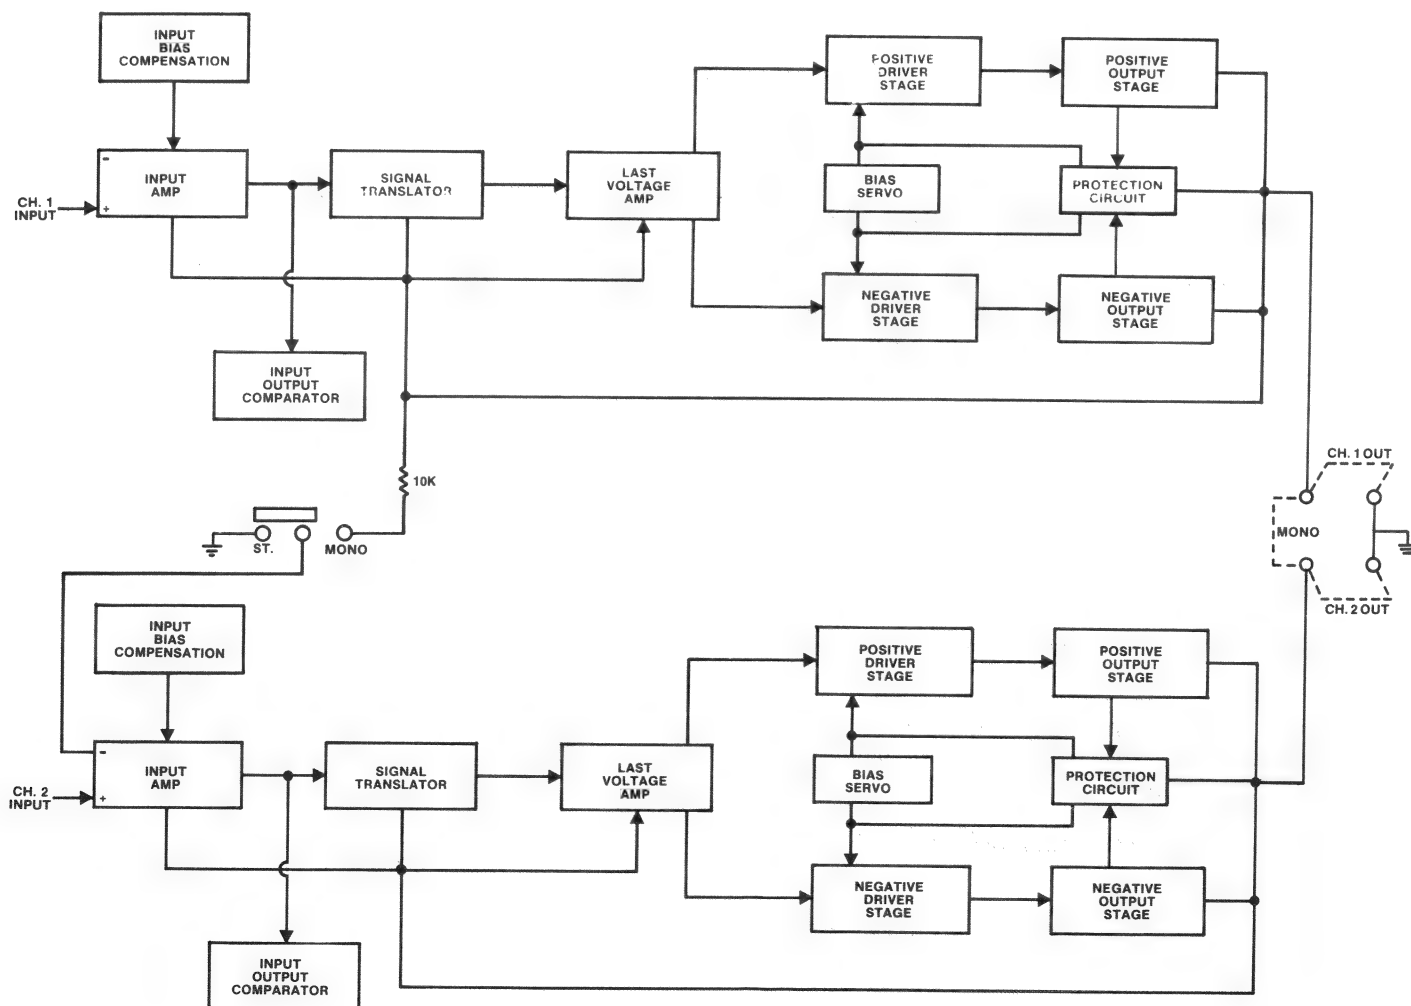 INPUT
BIAS
COMPENSATION
POSITIVE
DRIVER
STAGE
POSITIVE
OUTPUT
STAGE
-
INPUT
AMP
+
CH. 1
INPUT
SIGNAL
TRANSLATOR
LAST
VOLTAGE
AMP
BIAS
SERVO
PROTECTION
CIRCUIT
NEGATIVE
DRIVER
STAGE
NEGATIVE
OUTPUT
STAGE
INPUT
OUTPUT
COMPARATOR
10K
ST.
MONO
CH. 1 OUT
MONO
CH. 2 OUT
INPUT
BIAS
COMPENSATION
POSITIVE
DRIVER
STAGE
POSITIVE
OUTPUT
STAGE
-
INPUT
AMP
+
CH. 2
INPUT
SIGNAL
TRANSLATOR
LAST
VOLTAGE
AMP
BIAS
SERVO
PROTECTION
CIRCUIT
NEGATIVE
DRIVER
STAGE
NEGATIVE
OUTPUT
STAGE
INPUT
OUTPUT
COMPARATOR